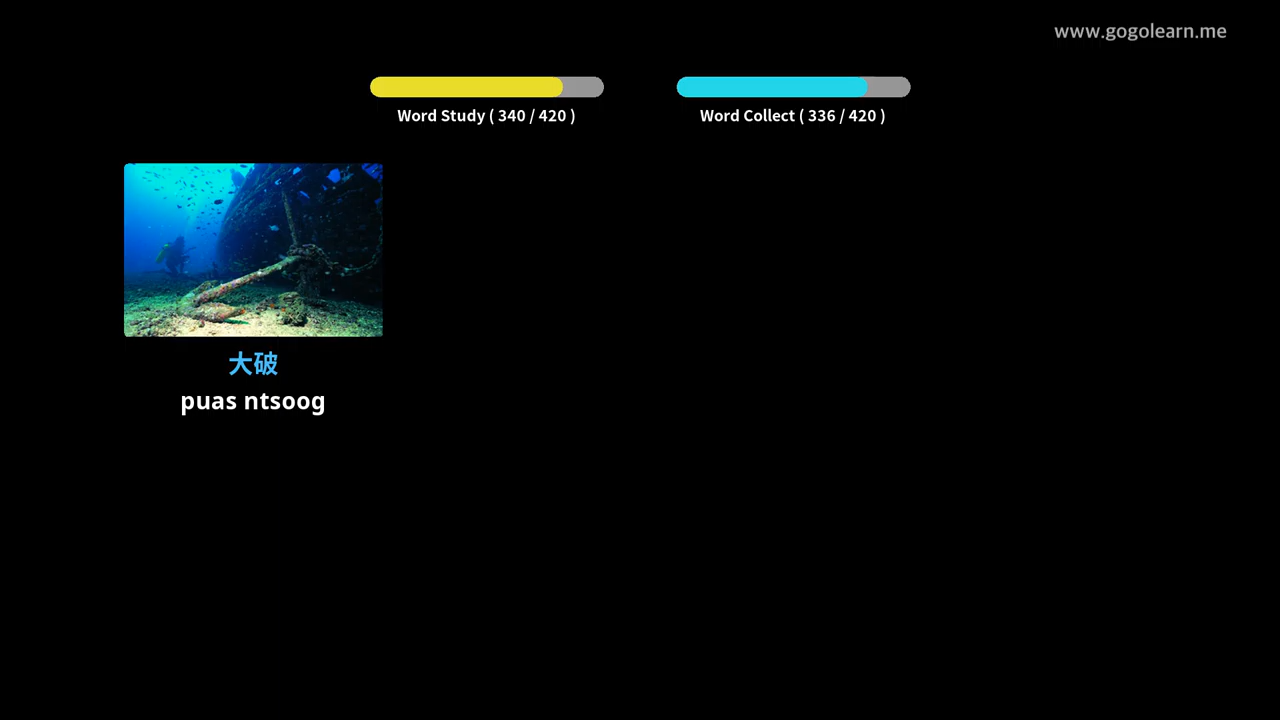 www.gogolearn.me
Word Study ( 340 / 420 )
Word Collect ( 336 / 420 )
大破
puas ntsoog